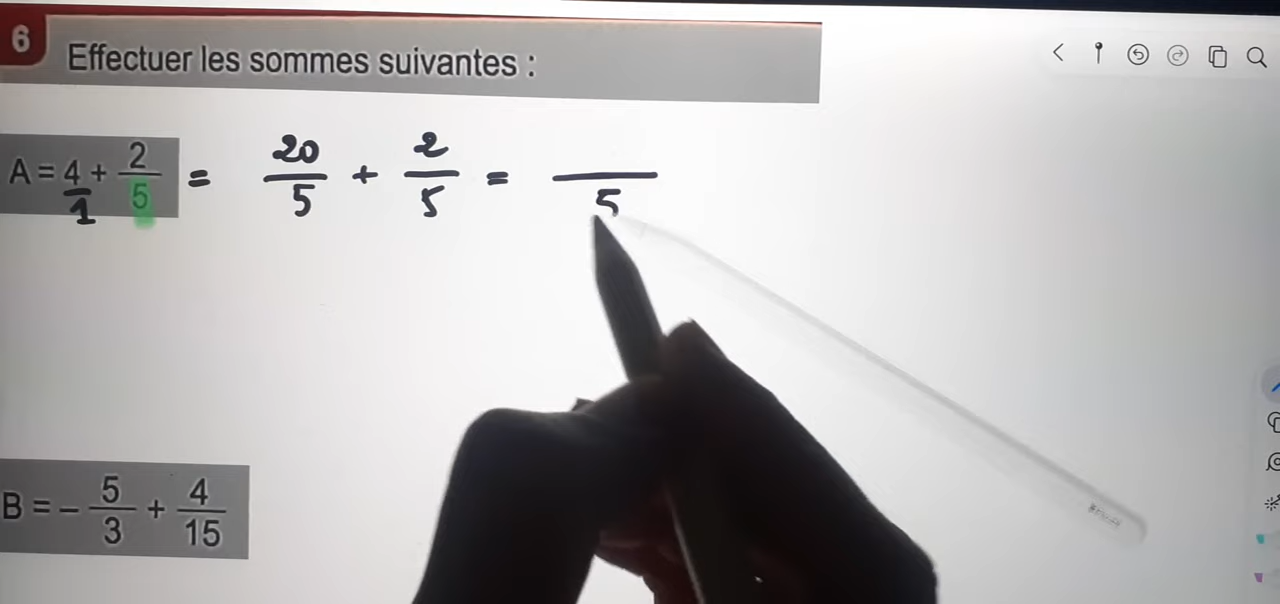 6
Effectuer les sommes suivantes :
A = 4/1 + 2/5 = 20/5 + 2/5 = /5
B = - 5/3 + 4/15